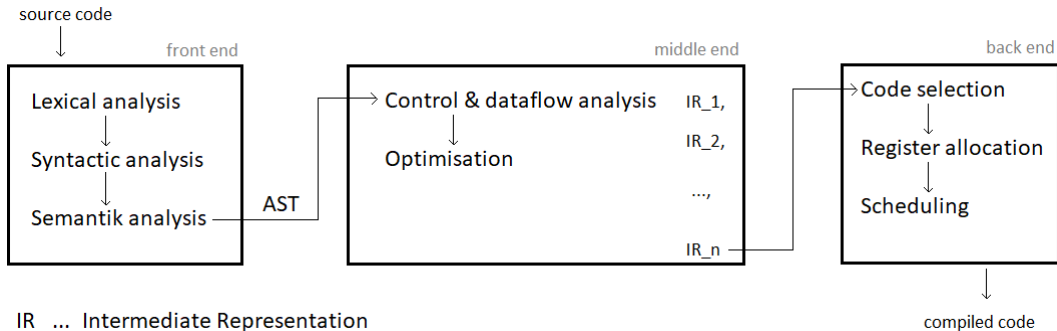 source code
front end
Lexical analysis
Syntactic analysis
Semantik analysis
AST
middle end
Control & dataflow analysis
Optimisation
IR_1,
IR_2,
...,
IR_n
back end
Code selection
Register allocation
Scheduling
compiled code
IR ... Intermediate Representation